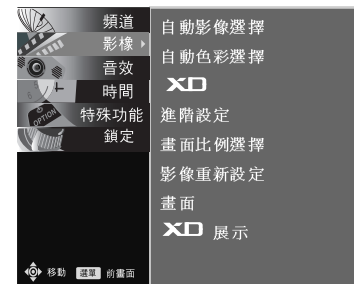 頻道
影像
音效
時間
OPTION
特殊功能
鎖定
移動 選單 前畫面
自動影像選擇
自動色彩選擇
XD
進階設定
畫面比例選擇
影像重新設定
畫面
XD 展示